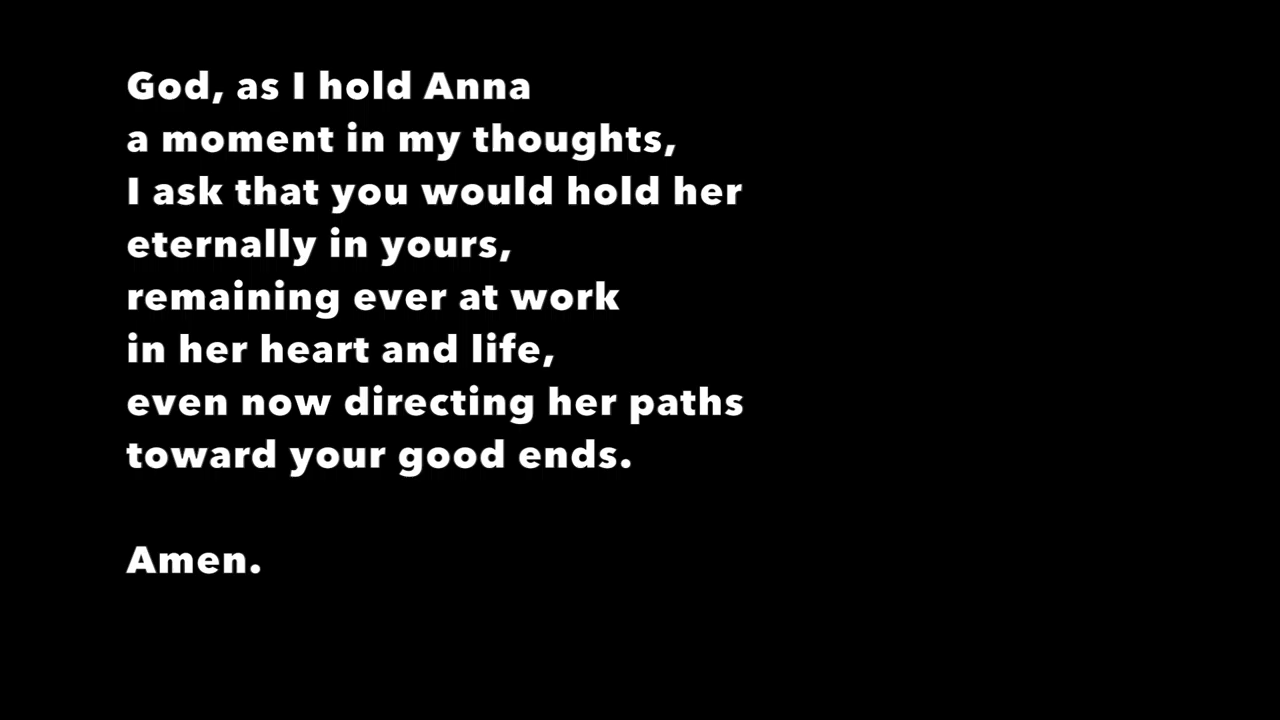 God, as I hold Anna
a moment in my thoughts,
I ask that you would hold her
eternally in yours,
remaining ever at work
in her heart and life,
even now directing her paths
toward your good ends.
Amen.